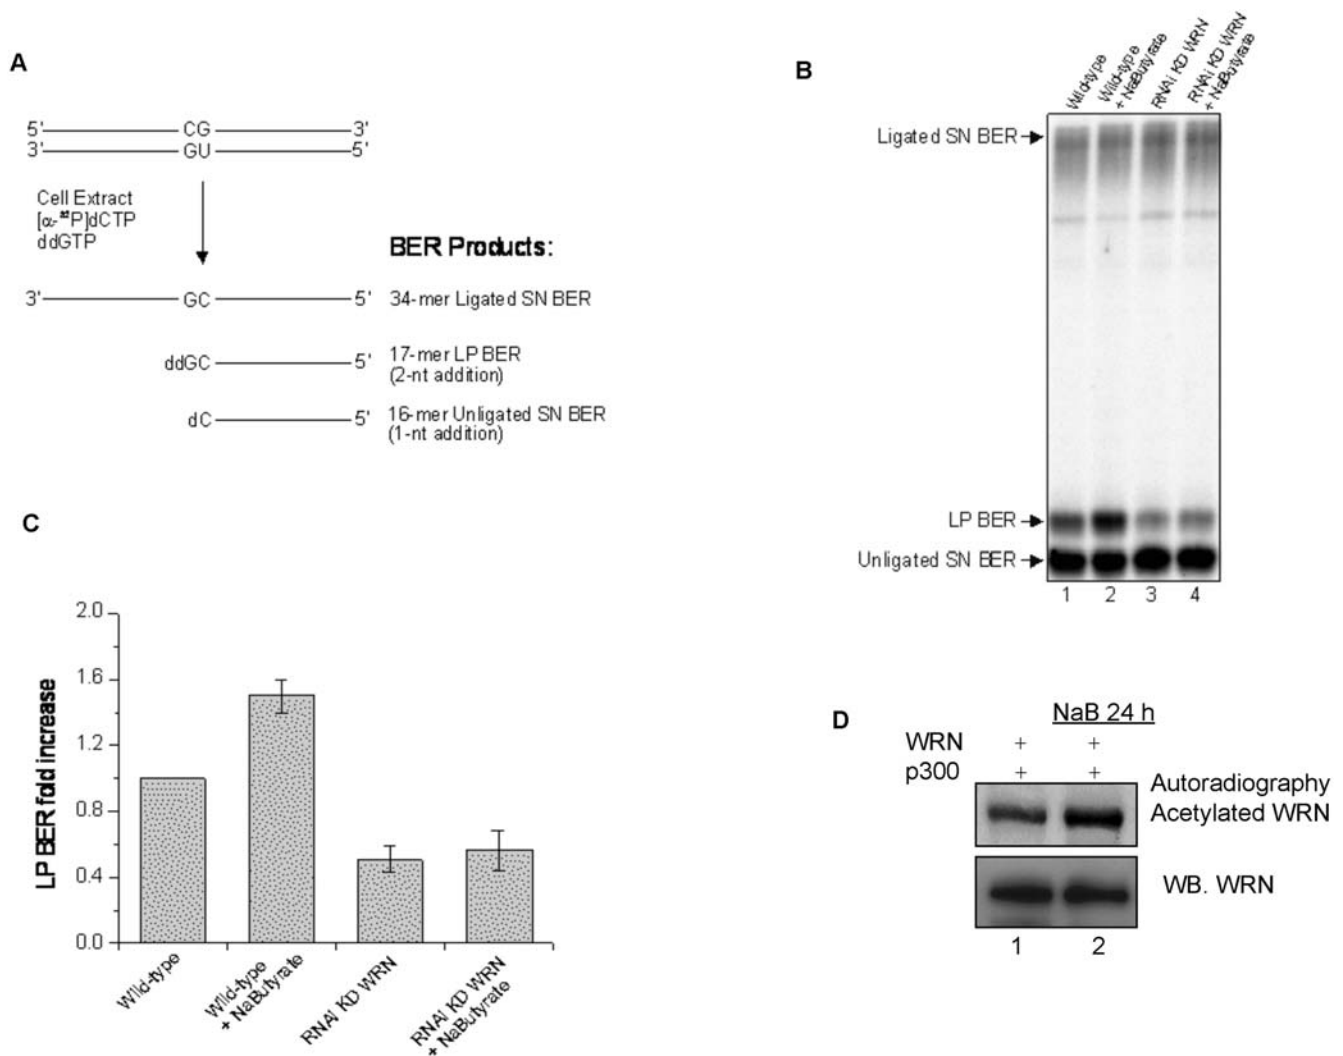 A
5' CG 3'
3' GU 5'
Cell Extract
[α-³²P]dCTP
ddGTP
BER Products:
3' GC 5' 34-mer Ligated SN BER
ddGC 5' 17-mer LP BER
(2-nt addition)
dC 5' 16-mer Unligated SN BER
(1-nt addition)
B
Wild-type
Wild-type
+ NaButyrate
RNAi KD WRN
RNAi KD WRN
+ NaButyrate
Ligated SN BER
LP BER
Unligated SN BER
1 2 3 4
C
LP BER fold increase
2.0
1.6
1.2
0.8
0.4
0.0
Wild-type
Wild-type
+ NaButyrate
RNAi KD WRN
RNAi KD WRN
+ NaButyrate
D
NaB 24 h
WRN + +
p300 + +
Autoradiography
Acetylated WRN
WB. WRN
1 2